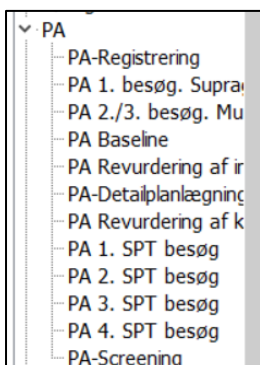 PA
PA-Registrering
PA 1. besøg. Supra
PA 2./3. besøg. Mu
PA Baseline
PA Revurdering af ir
PA-Detailplanlægning
PA Revurdering af k
PA 1. SPT besøg
PA 2. SPT besøg
PA 3. SPT besøg
PA 4. SPT besøg
PA-Screening